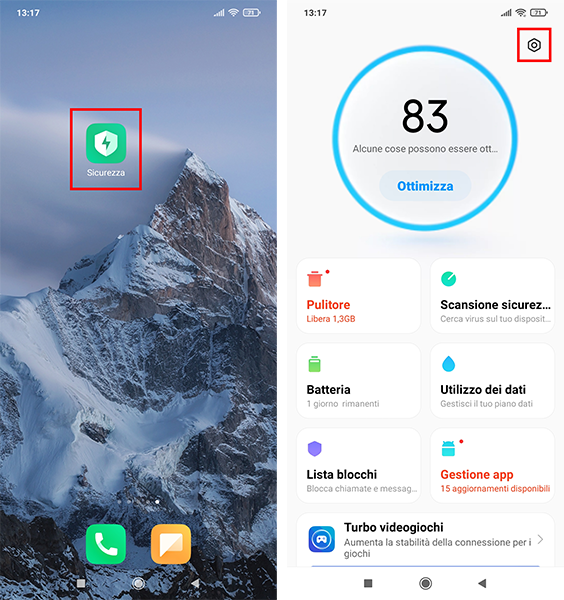 13:17
71
Sicurezza
13:17
71
83
Alcune cose possono essere ott...
Ottimizza
Pulitore
Libera 1,3GB
Scansione sicurez...
Cerca virus sul tuo disposit...
Batteria
1 giorno rimanenti
Utilizzo dei dati
Gestisci il tuo piano dati
Lista blocchi
Blocca chiamate e messag...
Gestione app
15 aggiornamenti disponibili
Turbo videogiochi
Aumenta la stabilità della connessione per i
giochi